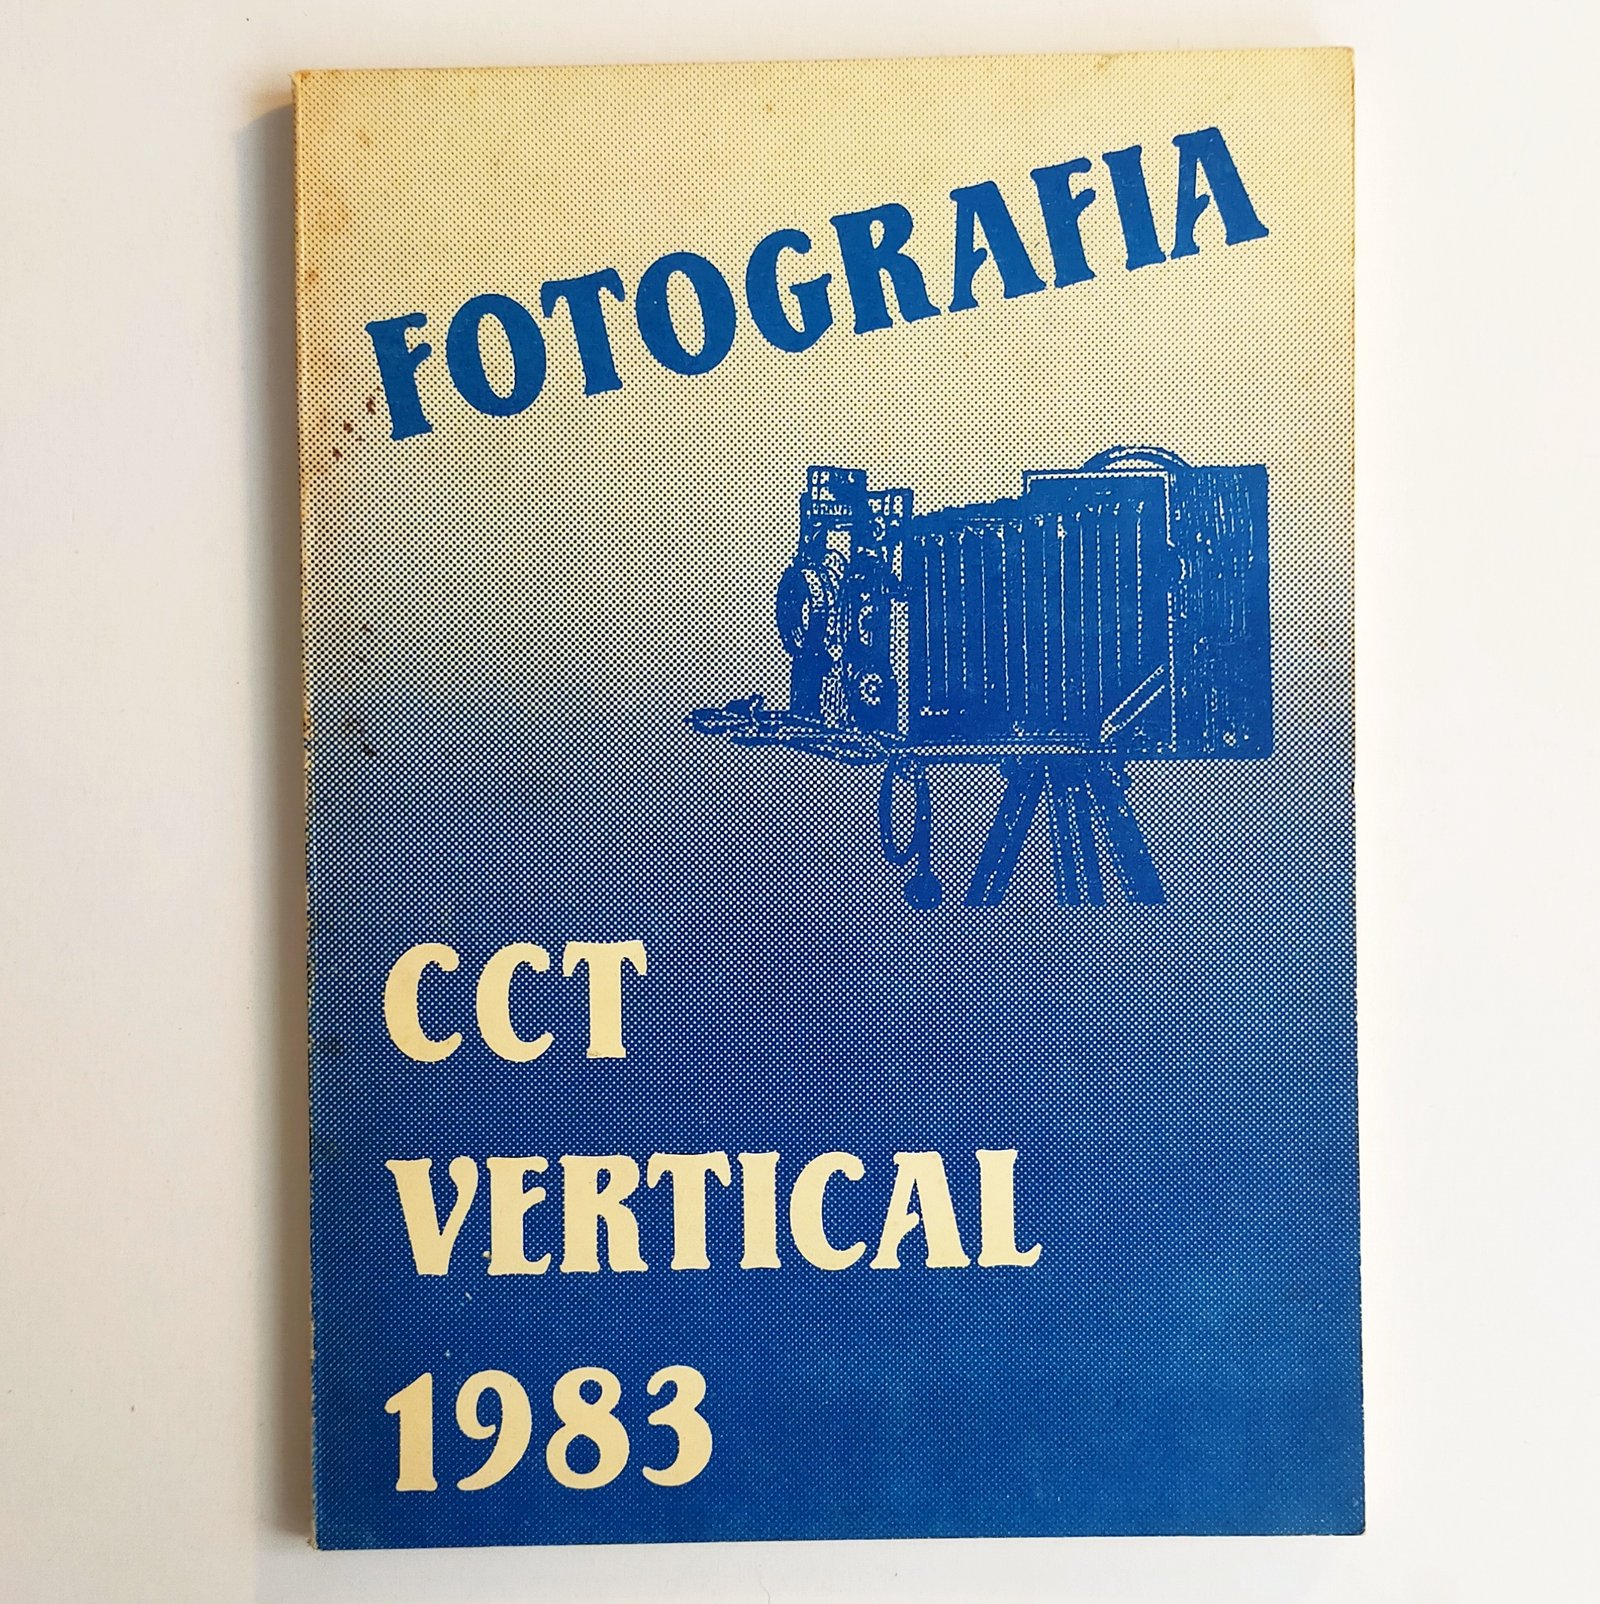 FOTOGRAFIA
CCT
VERTICAL
1983